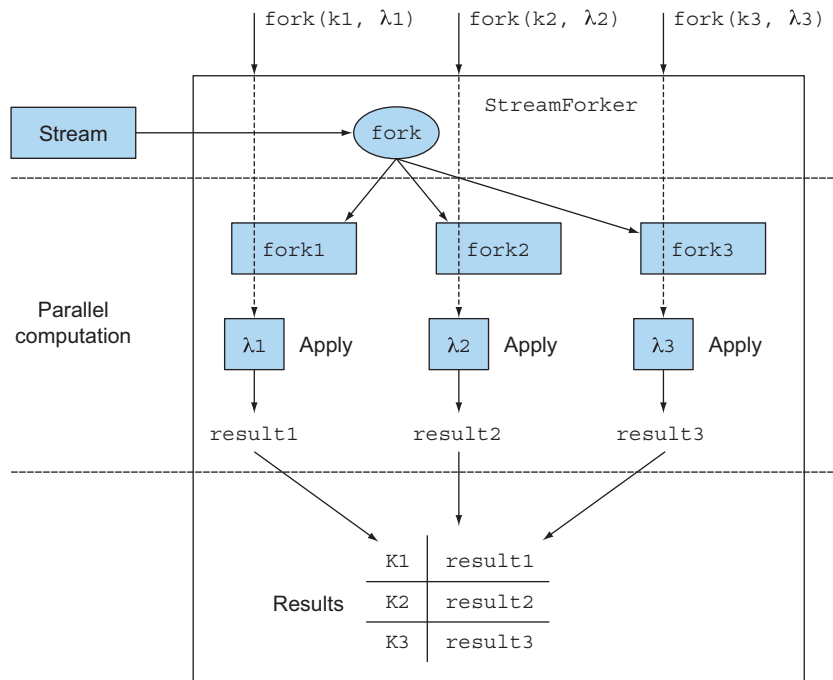 fork(k1, λ1)
fork(k2, λ2)
fork(k3, λ3)
StreamForker
Stream
fork
fork1
fork2
fork3
Parallel
computation
λ1
Apply
λ2
Apply
λ3
Apply
result1
result2
result3
Results
K1 result1
K2 result2
K3 result3